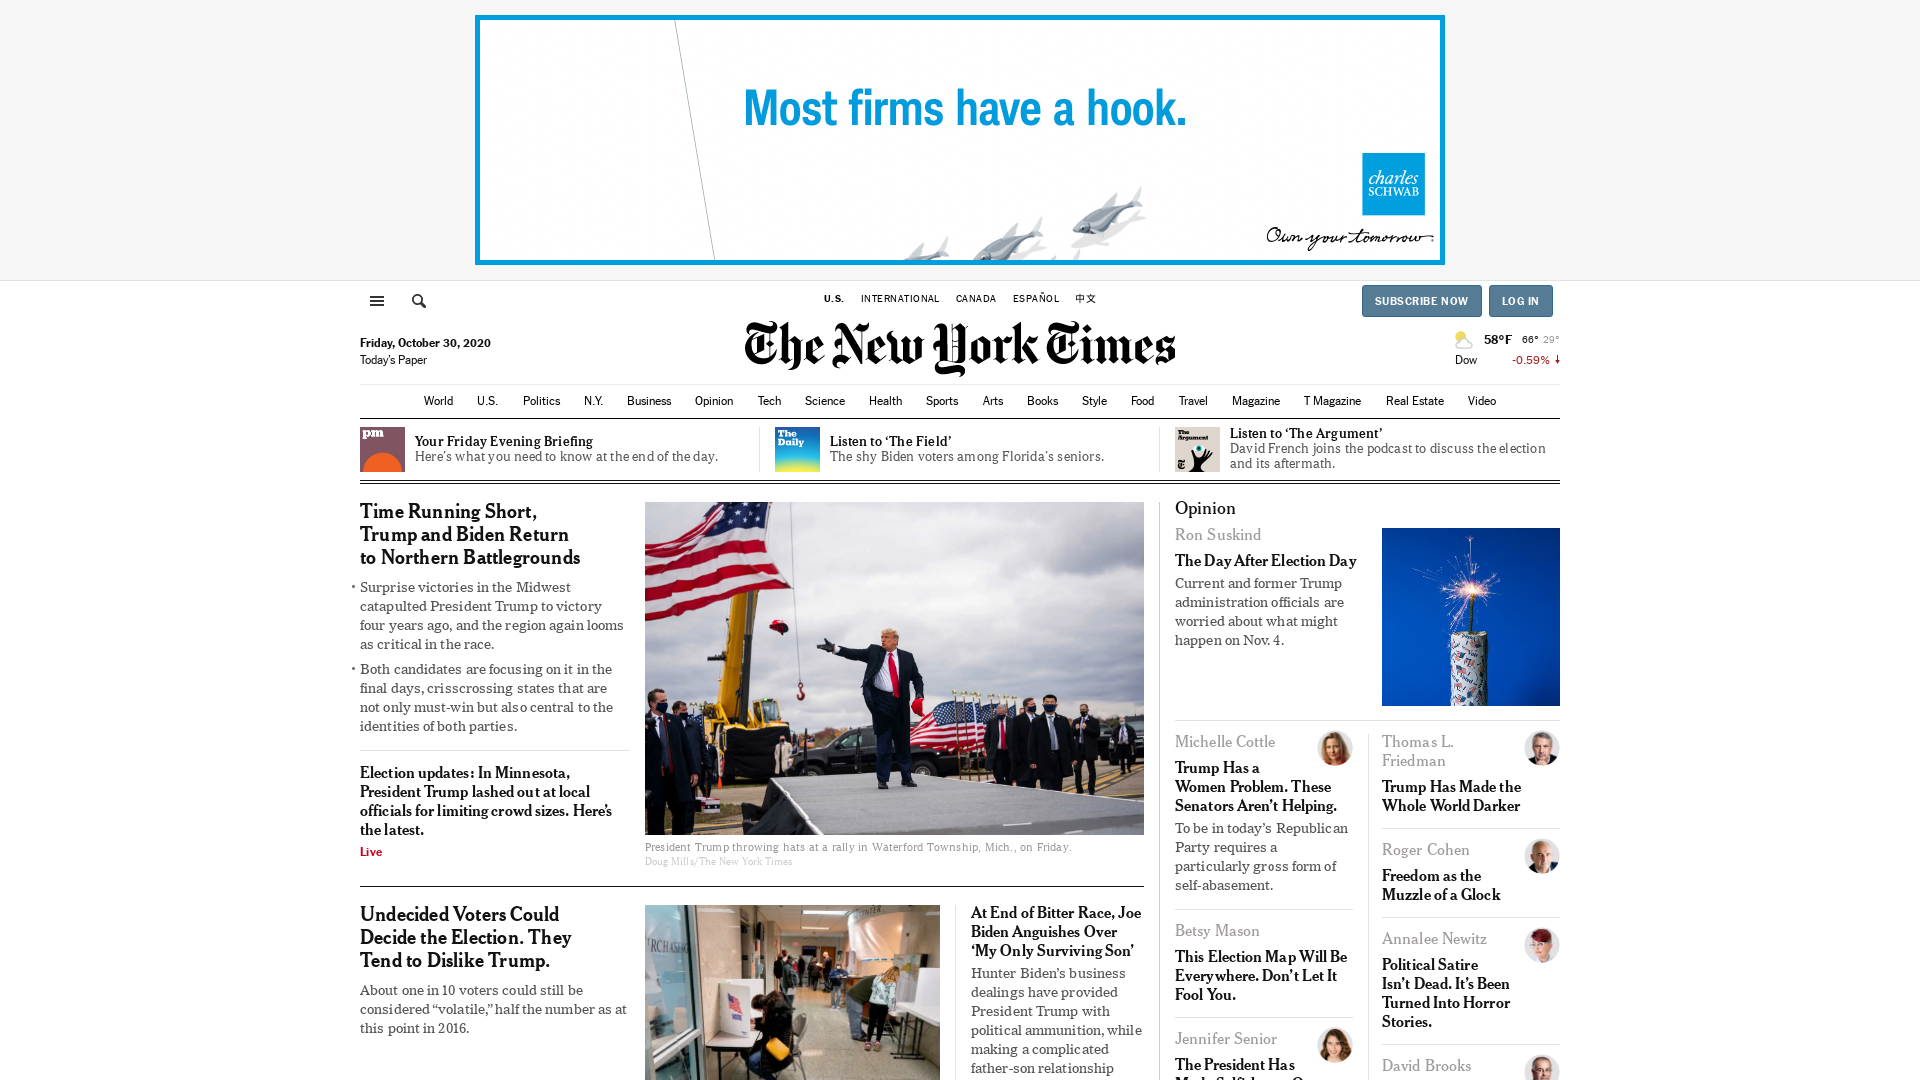 Most firms have a hook.
charles
SCHWAB
Own your tomorrow.
U.S. INTERNATIONAL CANADA ESPAÑOL 中文
SUBSCRIBE NOW LOG IN
The New York Times
Friday, October 30, 2020
Today's Paper
58°F 66° 29°
Dow -0.59% ↓
World U.S. Politics N.Y. Business Opinion Tech Science Health Sports Arts Books Style Food Travel Magazine T Magazine Real Estate Video
pm
Your Friday Evening Briefing
Here's what you need to know at the end of the day.
The
Daily
Listen to ‘The Field’
The shy Biden voters among Florida's seniors.
The
Argument
Listen to ‘The Argument’
David French joins the podcast to discuss the election
and its aftermath.
Time Running Short,
Trump and Biden Return
to Northern Battlegrounds
• Surprise victories in the Midwest
catapulted President Trump to victory
four years ago, and the region again looms
as critical in the race.
• Both candidates are focusing on it in the
final days, crisscrossing states that are
not only must-win but also central to the
identities of both parties.
Election updates: In Minnesota,
President Trump lashed out at local
officials for limiting crowd sizes. Here's
the latest.
Live
President Trump throwing hats at a rally in Waterford Township, Mich., on Friday.
Doug Mills/The New York Times
Undecided Voters Could
Decide the Election. They
Tend to Dislike Trump.
About one in 10 voters could still be
considered “volatile,” half the number as at
this point in 2016.
At End of Bitter Race, Joe
Biden Anguishes Over
‘My Only Surviving Son’
Hunter Biden's business
dealings have provided
President Trump with
political ammunition, while
making a complicated
father-son relationship
Opinion
Ron Suskind
The Day After Election Day
Current and former Trump
administration officials are
worried about what might
happen on Nov. 4.
Michelle Cottle
Trump Has a
Women Problem. These
Senators Aren't Helping.
To be in today's Republican
Party requires a
particularly gross form of
self-abasement.
Betsy Mason
This Election Map Will Be
Everywhere. Don't Let It
Fool You.
Jennifer Senior
The President Has
Thomas L.
Friedman
Trump Has Made the
Whole World Darker
Roger Cohen
Freedom as the
Muzzle of a Glock
Annalee Newitz
Political Satire
Isn't Dead. It's Been
Turned Into Horror
Stories.
David Brooks